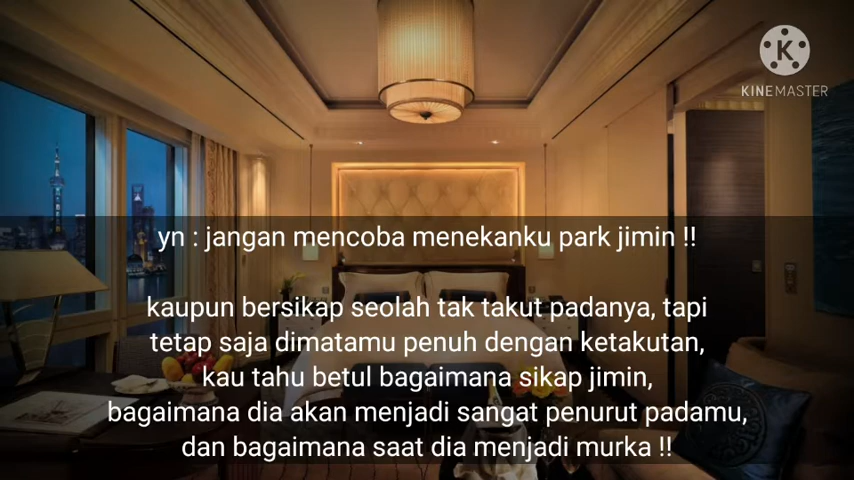 KINEMASTER
yn : jangan mencoba menekanku park jimin !!
kaupun bersikap seolah tak takut padanya, tapi
tetap saja dimatamu penuh dengan ketakutan,
kau tahu betul bagaimana sikap jimin,
bagaimana dia akan menjadi sangat penurut padamu,
dan bagaimana saat dia menjadi murka !!